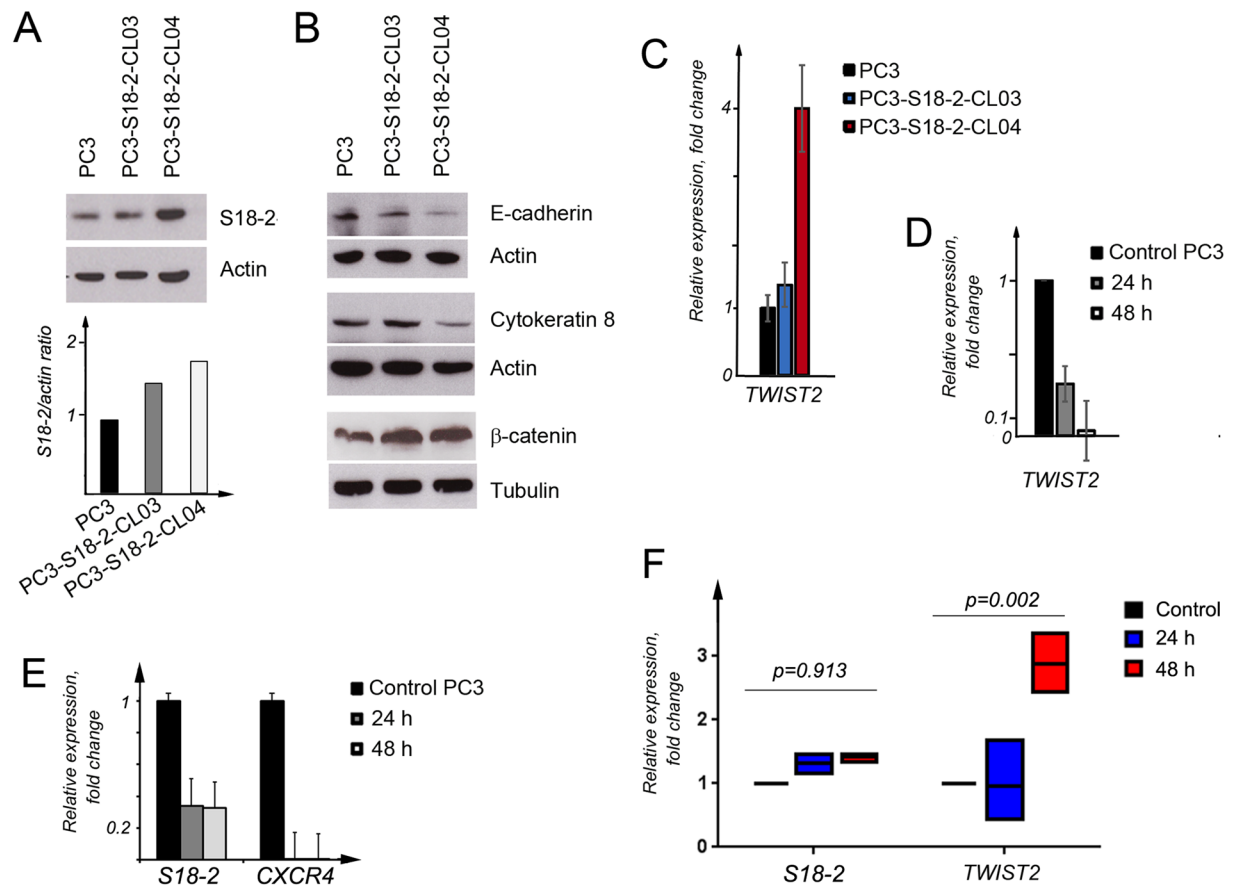 A
PC3
PC3-S18-2-CL03
PC3-S18-2-CL04
S18-2
Actin
S18-2/actin ratio
2
1
PC3
PC3-S18-2-CL03
PC3-S18-2-CL04
B
PC3
PC3-S18-2-CL03
PC3-S18-2-CL04
E-cadherin
Actin
Cytokeratin 8
Actin
β-catenin
Tubulin
C
Relative expression, fold change
4
1
0
TWIST2
PC3
PC3-S18-2-CL03
PC3-S18-2-CL04
D
Relative expression,
fold change
1
0.1
0
TWIST2
Control PC3
24 h
48 h
E
Relative expression,
fold change
1
0.2
S18-2
CXCR4
Control PC3
24 h
48 h
F
Relative expression,
fold change
3
2
1
0
p=0.913
p=0.002
S18-2
TWIST2
Control
24 h
48 h